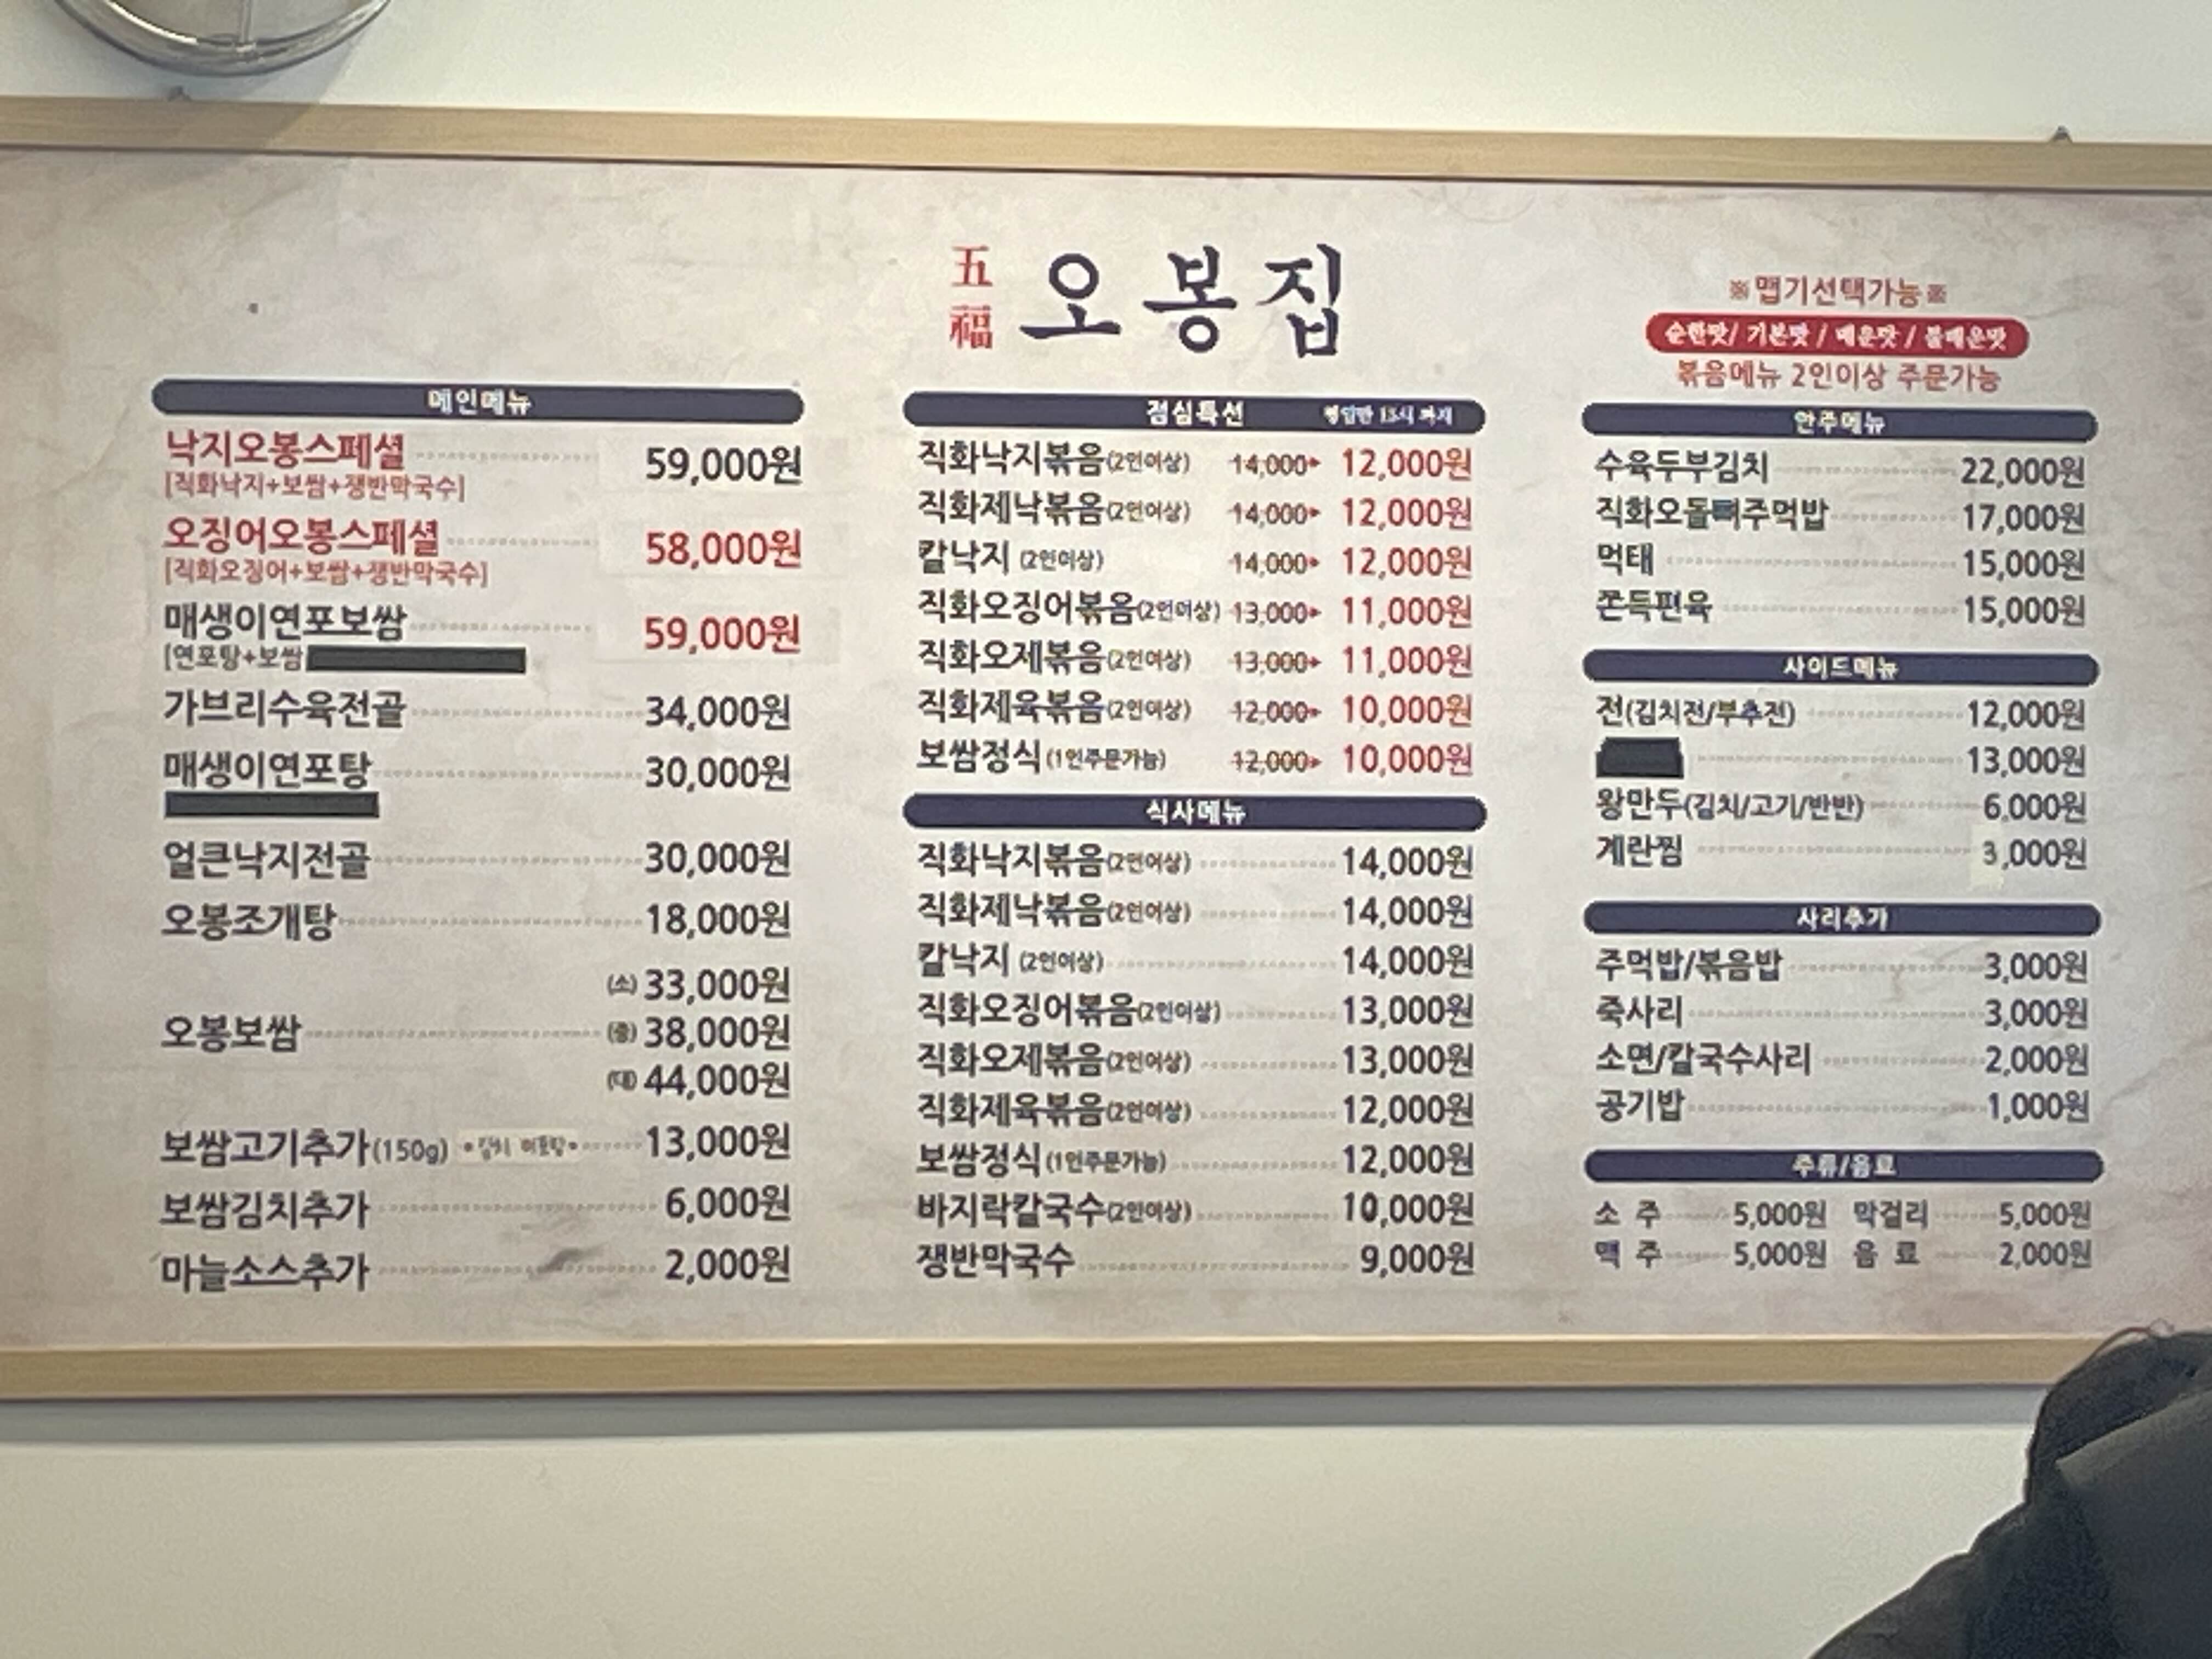 五福 오봉집
※맵기선택가능※
순한맛/ 기본맛 / 매운맛 / 불매운맛
볶음메뉴 2인이상 주문가능
메인메뉴
낙지오봉스페셜 59,000원
[직화낙지+보쌈+쟁반막국수]
오징어오봉스페셜 58,000원
[직화오징어+보쌈+쟁반막국수]
매생이연포보쌈 59,000원
[연포탕+보쌈
가브리수육전골 34,000원
매생이연포탕 30,000원
얼큰낙지전골 30,000원
오봉조개탕 18,000원
(소) 33,000원
오봉보쌈 (중) 38,000원
(대) 44,000원
보쌈고기추가(150g) 13,000원
보쌈김치추가 6,000원
마늘소스추가 2,000원
점심특선 평일만 15시 까지
직화낙지볶음(2인이상) 14,000 12,000원
직화제낙볶음(2인이상) 14,000 12,000원
칼낙지 (2인이상) 14,000 12,000원
직화오징어볶음(2인이상) 13,000 11,000원
직화오제볶음(2인이상) 13,000 11,000원
직화제육볶음(2인이상) 12,000 10,000원
보쌈정식(1인주문가능) 12,000 10,000원
식사메뉴
직화낙지볶음(2인이상) 14,000원
직화제낙볶음(2인이상) 14,000원
칼낙지 (2인이상) 14,000원
직화오징어볶음(2인이상) 13,000원
직화오제볶음(2인이상) 13,000원
직화제육볶음(2인이상) 12,000원
보쌈정식(1인주문가능) 12,000원
바지락칼국수(2인이상) 10,000원
쟁반막국수 9,000원
안주메뉴
수육두부김치 22,000원
직화오돌뼈주먹밥 17,000원
먹태 15,000원
쫀득편육 15,000원
사이드메뉴
전(김치전/부추전) 12,000원
13,000원
왕만두(김치/고기/반반) 6,000원
계란찜 3,000원
사리추가
주먹밥/볶음밥 3,000원
죽사리 3,000원
소면/칼국수사리 2,000원
공기밥 1,000원
주류/음료
소 주 5,000원 막걸리 5,000원
맥 주 5,000원 음 료 2,000원